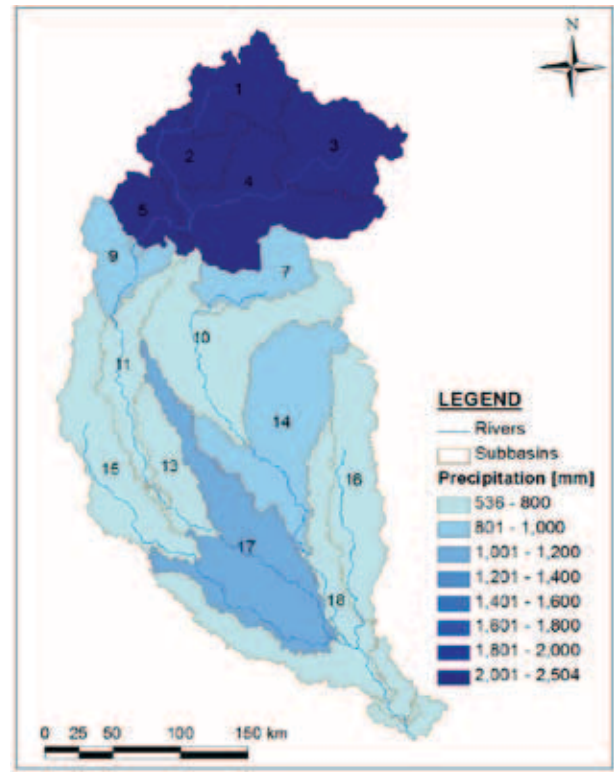 N
1
3
2
4
5
9
7
10
11
14
15
13
16
17
18
LEGEND
Rivers
Subbasins
Precipitation [mm]
536 - 800
801 - 1,000
1,001 - 1,200
1,201 - 1,400
1,401 - 1,600
1,601 - 1,800
1,801 - 2,000
2,001 - 2,504
0 25 50 100 150 km